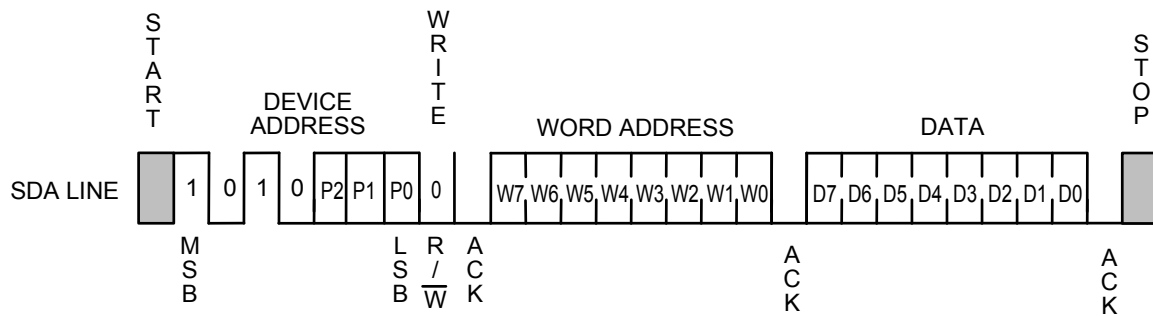 START
WRITE
STOP
DEVICE
ADDRESS
WORD ADDRESS
DATA
SDA LINE
1 0 1 0 P2 P1 P0 0
W7 W6 W5 W4 W3 W2 W1 W0
D7 D6 D5 D4 D3 D2 D1 D0
MSB
LSB
R/W̅
ACK
ACK
ACK